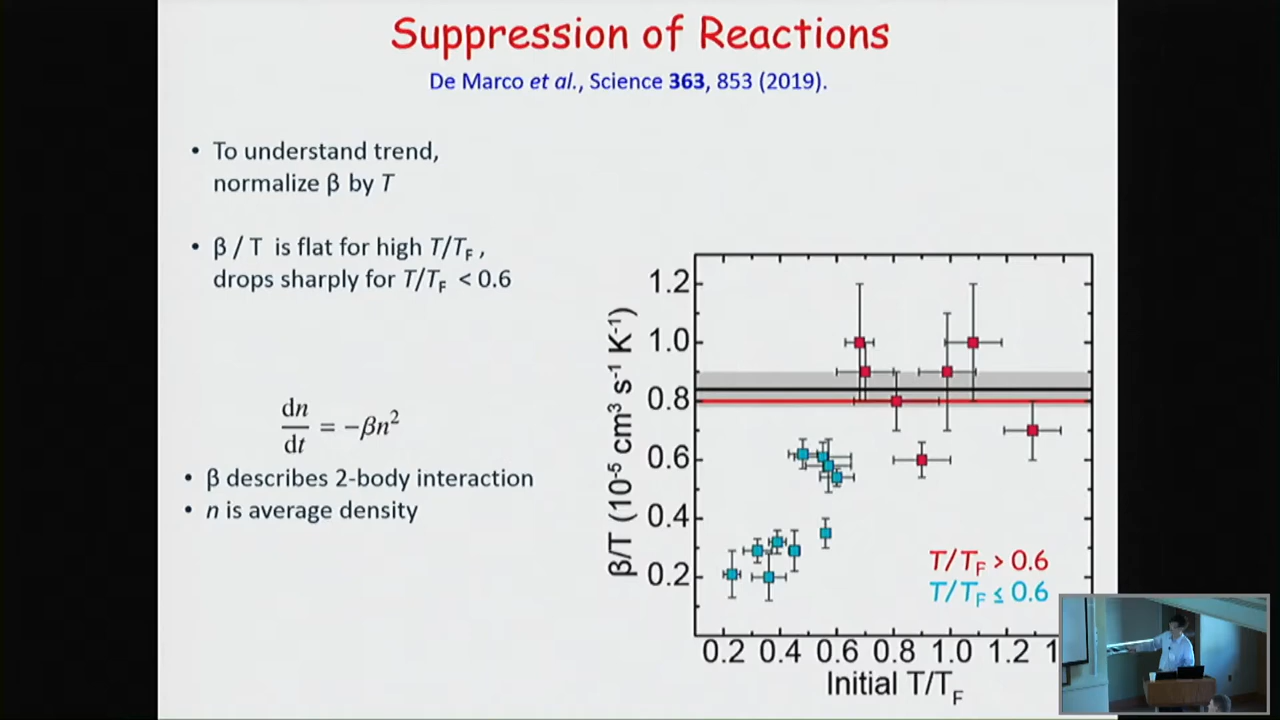 Suppression of Reactions
De Marco et al., Science 363, 853 (2019).
• To understand trend,
normalize β by T
• β / T is flat for high T/T_F ,
drops sharply for T/T_F < 0.6
dn/dt = −βn²
• β describes 2-body interaction
• n is average density
β/T (10⁻⁵ cm³ s⁻¹ K⁻¹)
1.2
1.0
0.8
0.6
0.4
0.2
T/T_F > 0.6
T/T_F ≤ 0.6
0.2 0.4 0.6 0.8 1.0 1.2 1
Initial T/T_F